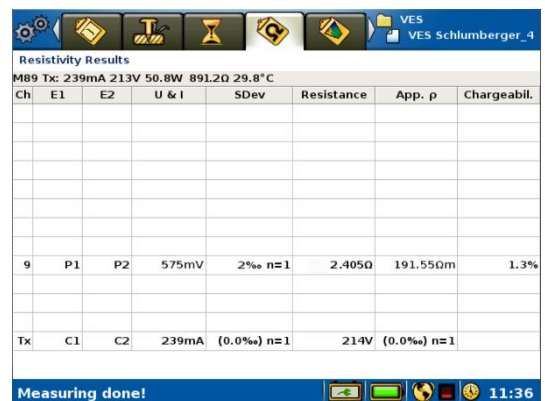 VES
VES Schlumberger_4
Resistivity Results
M89 Tx: 239mA 213V 50.8W 891.2Ω 29.8°C
Ch E1 E2 U & I SDev Resistance App. ρ Chargeabil.
9 P1 P2 575mV 2‰ n=1 2.405Ω 191.55Ωm 1.3%
Tx C1 C2 239mA (0.0‰) n=1 214V (0.0‰) n=1
Measuring done! 11:36